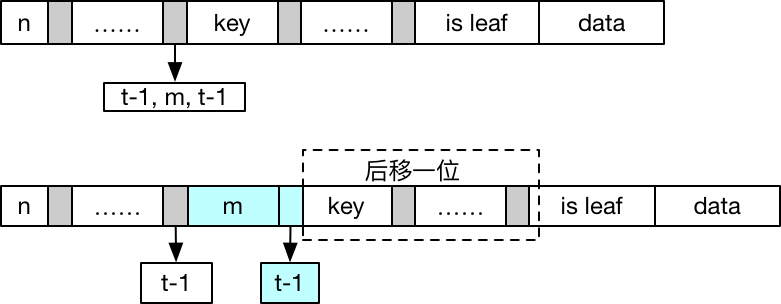 n …… key …… is leaf data
t-1, m, t-1
后移一位
n …… m key …… is leaf data
t-1 t-1